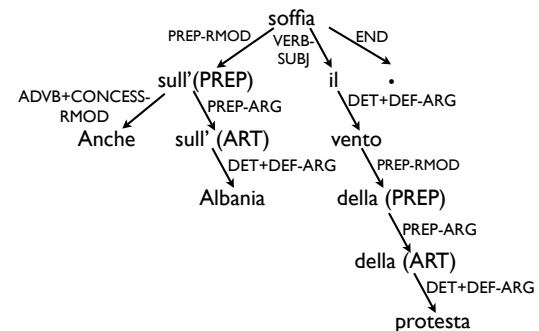 soffia
PREP-RMOD VERB-SUBJ END
sull'(PREP) il .
ADVB+CONCESS-RMOD PREP-ARG DET+DEF-ARG
Anche sull' (ART) vento
DET+DEF-ARG PREP-RMOD
Albania della (PREP)
PREP-ARG
della (ART)
DET+DEF-ARG
protesta